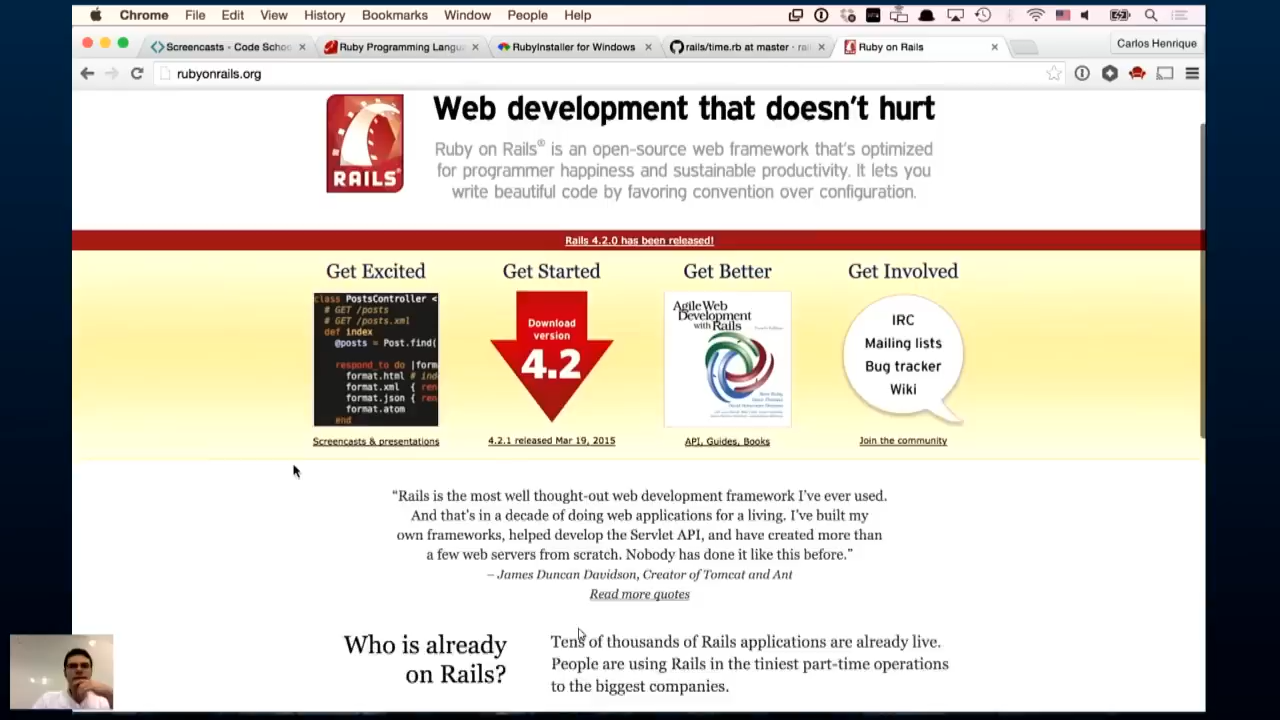 Chrome File Edit View History Bookmarks Window People Help
Screencasts - Code Schoo
Ruby Programming Langu
RubyInstaller for Windows
rails/time.rb at master · rai
Ruby on Rails
Carlos Henrique
rubyonrails.org
RAILS
Web development that doesn't hurt
Ruby on Rails® is an open-source web framework that's optimized
for programmer happiness and sustainable productivity. It lets you
write beautiful code by favoring convention over configuration.
Rails 4.2.0 has been released!
Get Excited
class PostsController <
# GET /posts
# GET /posts.xml
def index
@posts = Post.find(
respond_to do |form
format.html # ind
format.xml { ren
format.json { ren
format.atom
end
Screencasts & presentations
Get Started
Download
version
4.2
4.2.1 released Mar 19, 2015
Get Better
Agile Web
Development
with Rails
API, Guides, Books
Get Involved
IRC
Mailing lists
Bug tracker
Wiki
Join the community
“Rails is the most well thought-out web development framework I've ever used.
And that's in a decade of doing web applications for a living. I've built my
own frameworks, helped develop the Servlet API, and have created more than
a few web servers from scratch. Nobody has done it like this before.”
– James Duncan Davidson, Creator of Tomcat and Ant
Read more quotes
Who is already
on Rails?
Tens of thousands of Rails applications are already live.
People are using Rails in the tiniest part-time operations
to the biggest companies.